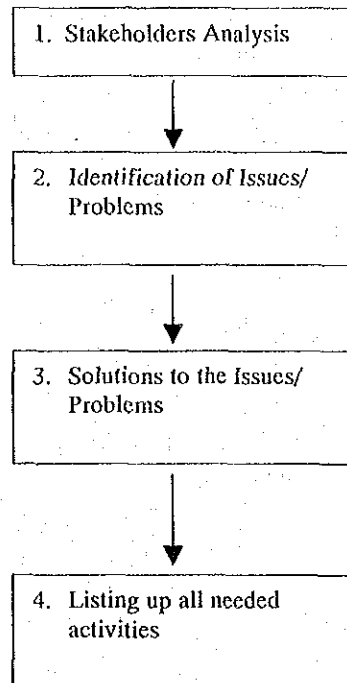 1. Stakeholders Analysis
2. Identification of Issues/
Problems
3. Solutions to the Issues/
Problems
4. Listing up all needed
activities